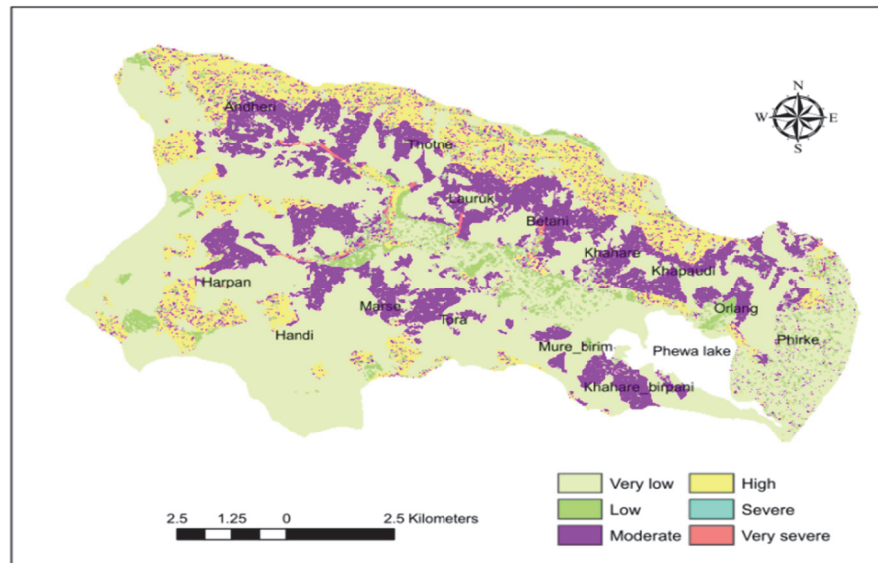 N
W E
S
Andheri
Thotne
Lauruk
Betani
Khahare
Khapaudi
Harpan
Marse
Tora
Orlang
Handi
Mure_birim
Phewa lake
Phirke
Khahare_birpani
Very low
High
Low
Severe
Moderate
Very severe
2.5 1.25 0 2.5 Kilometers